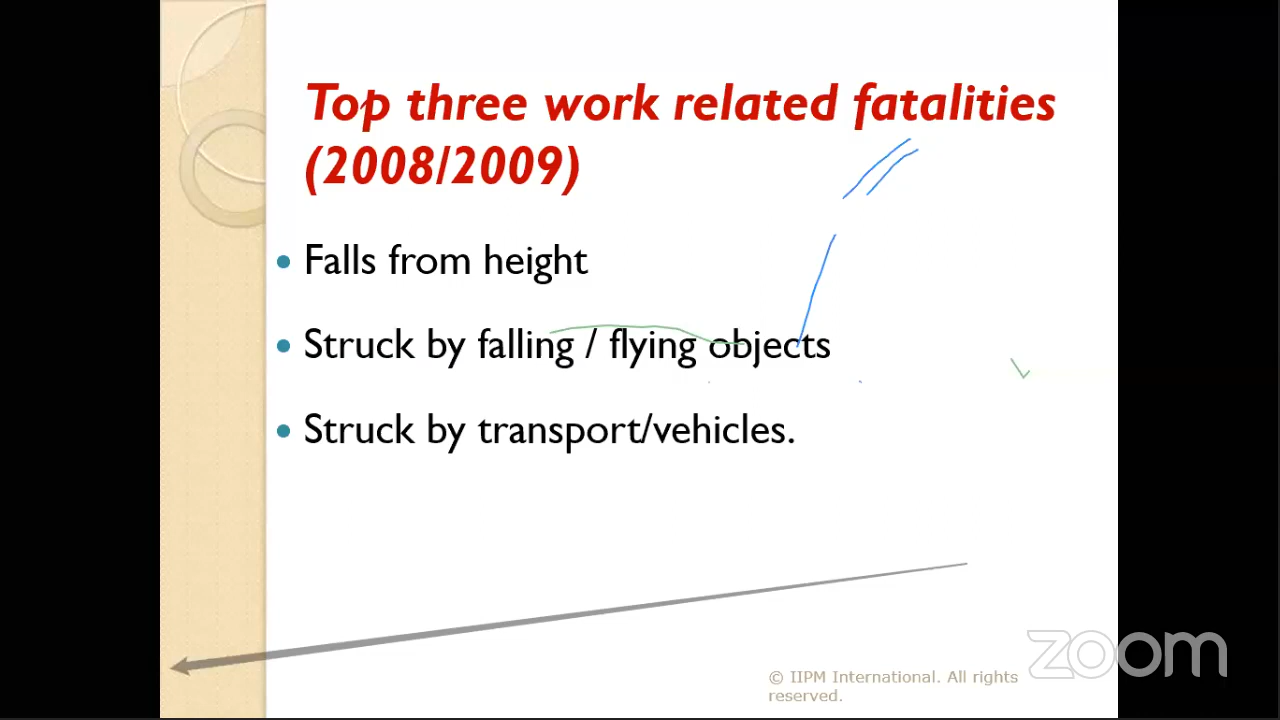 Top three work related fatalities
(2008/2009)
• Falls from height
• Struck by falling / flying objects
• Struck by transport/vehicles.
© IIPM International. All rights
reserved.
zoom